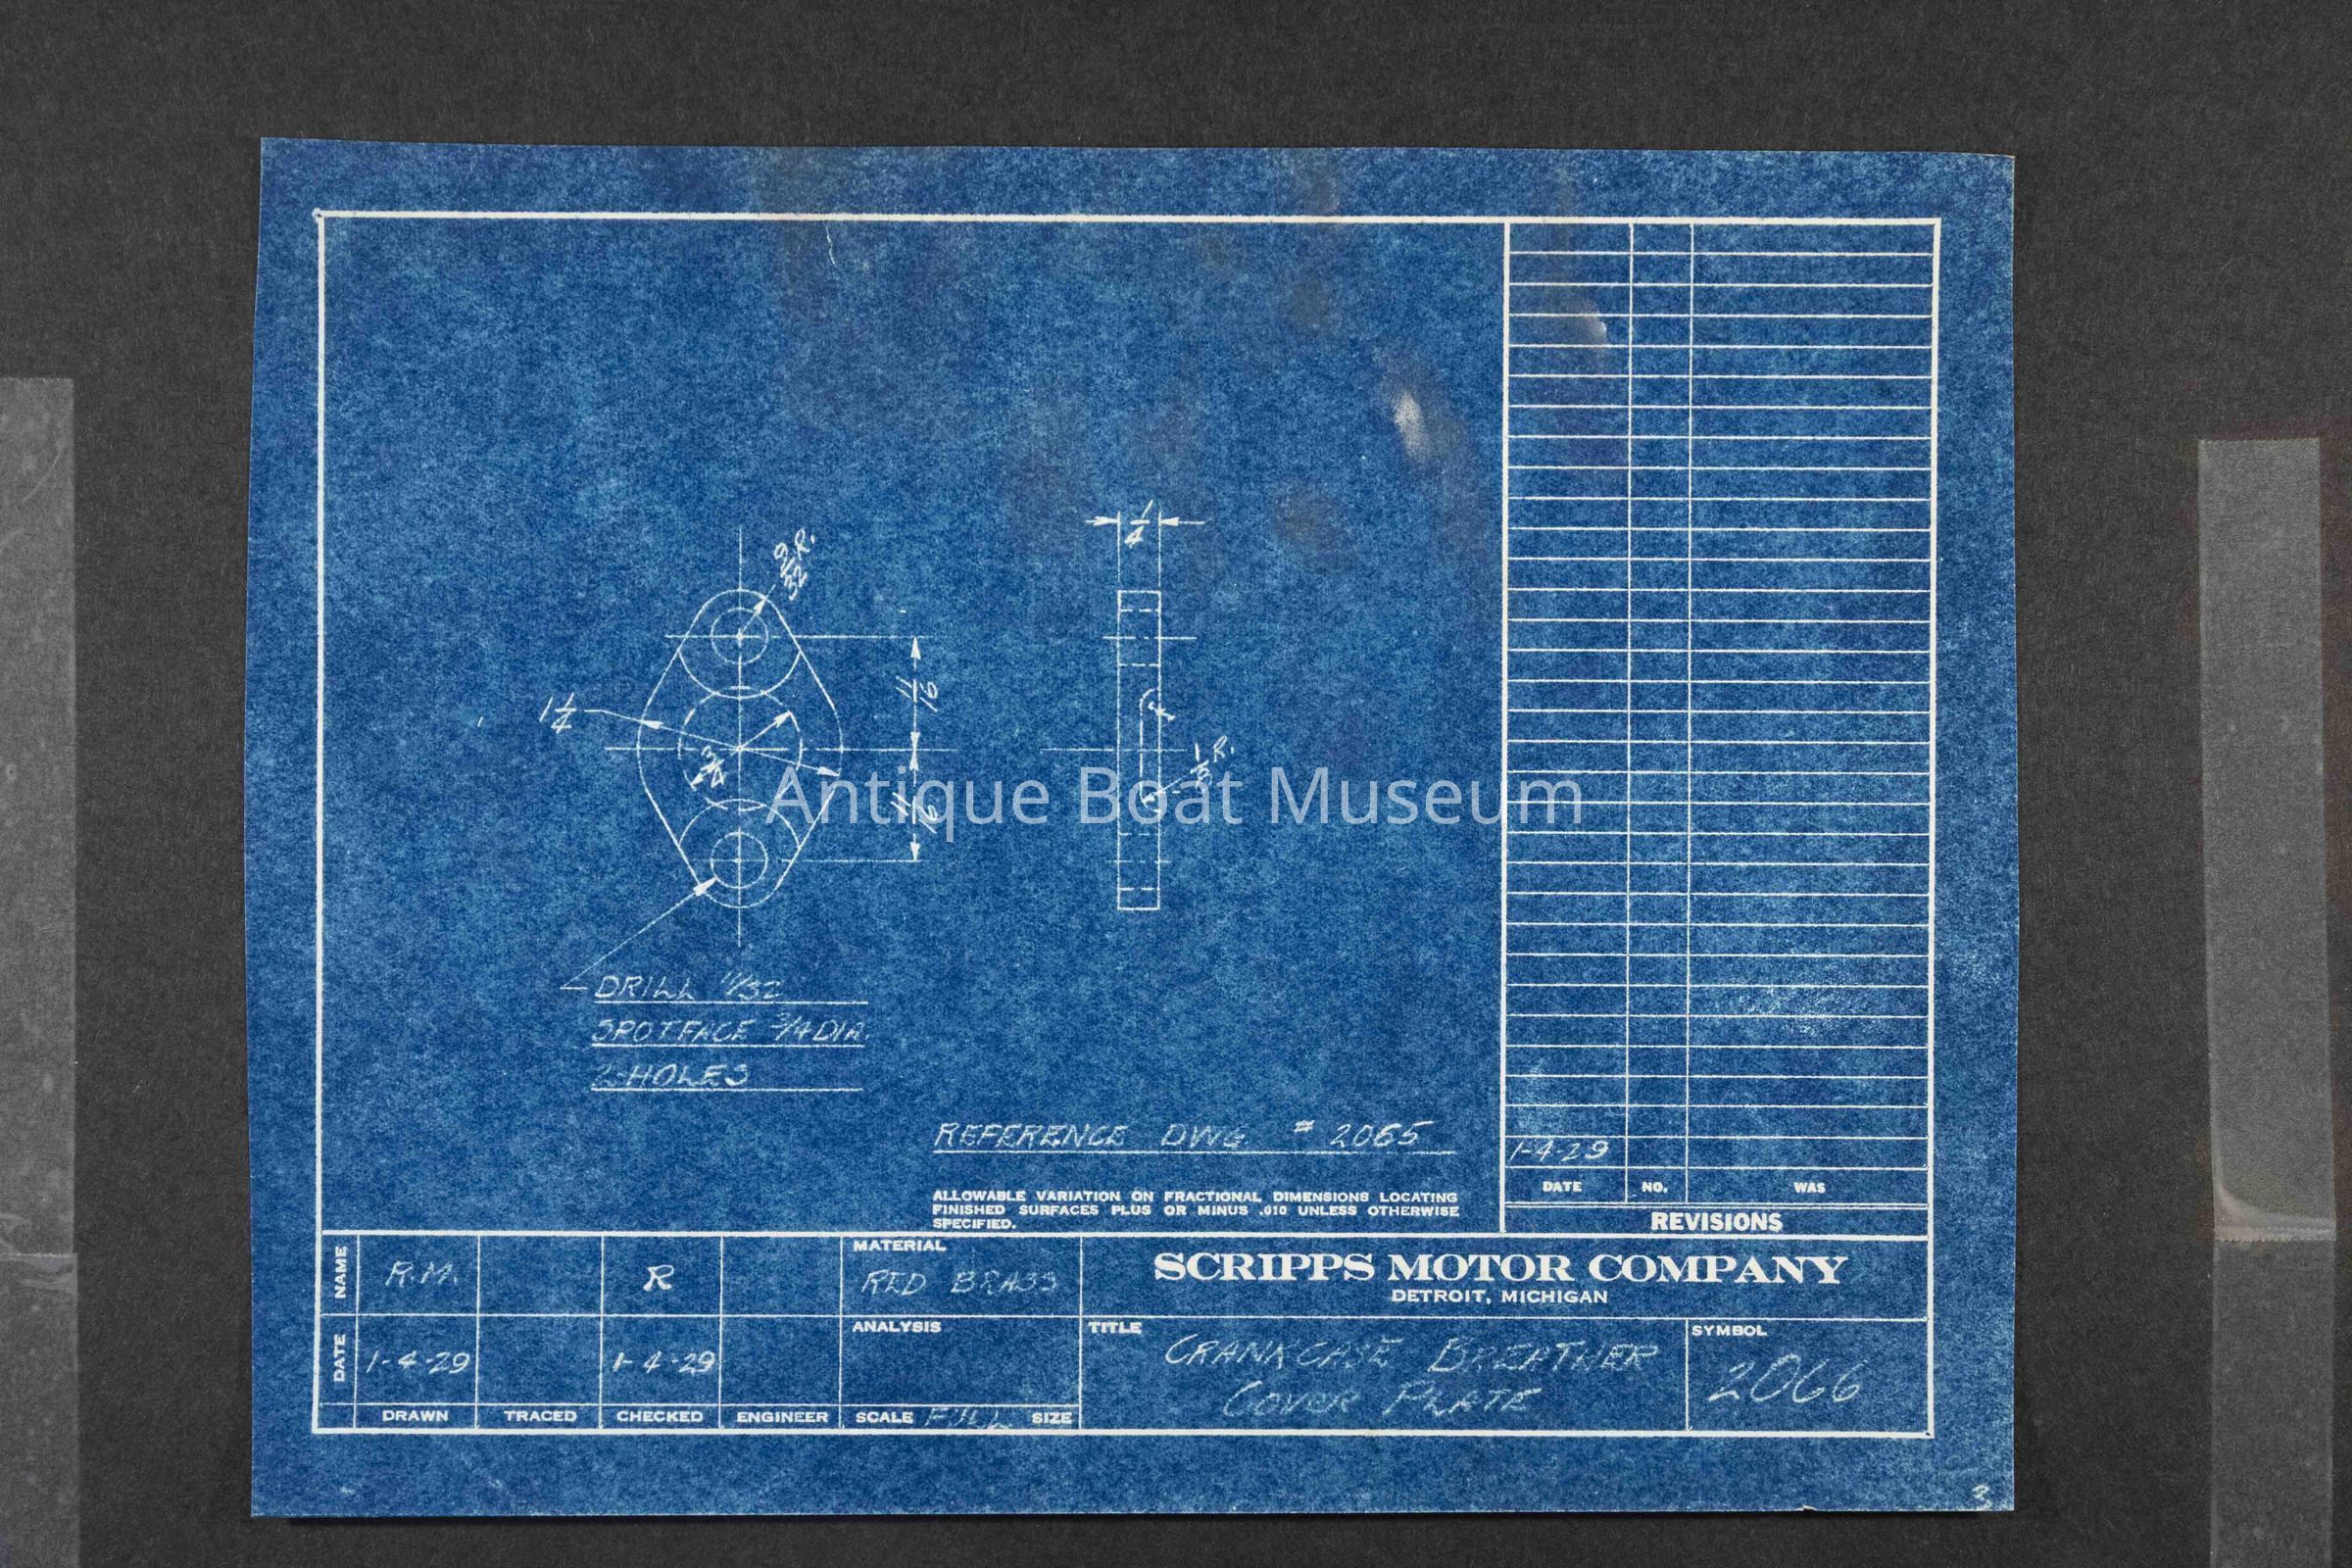 9/32 R.
1/4
1 1/4
11/16
3/4
1/8 R.
11/16
Antique Boat Museum
DRILL 11/32
SPOTFACE 3/4 DIA.
2-HOLES
REFERENCE DWG # 2065
ALLOWABLE VARIATION ON FRACTIONAL DIMENSIONS LOCATING
FINISHED SURFACES PLUS OR MINUS .010 UNLESS OTHERWISE
SPECIFIED.
1-4-29
DATE NO. WAS
REVISIONS
NAME R.M. R
DATE 1-4-29 1-4-29
DRAWN TRACED CHECKED ENGINEER
MATERIAL
RED BRASS
ANALYSIS
SCALE FULL SIZE
SCRIPPS MOTOR COMPANY
DETROIT, MICHIGAN
TITLE
CRANKCASE BREATHER
COVER PLATE
SYMBOL
2066
3